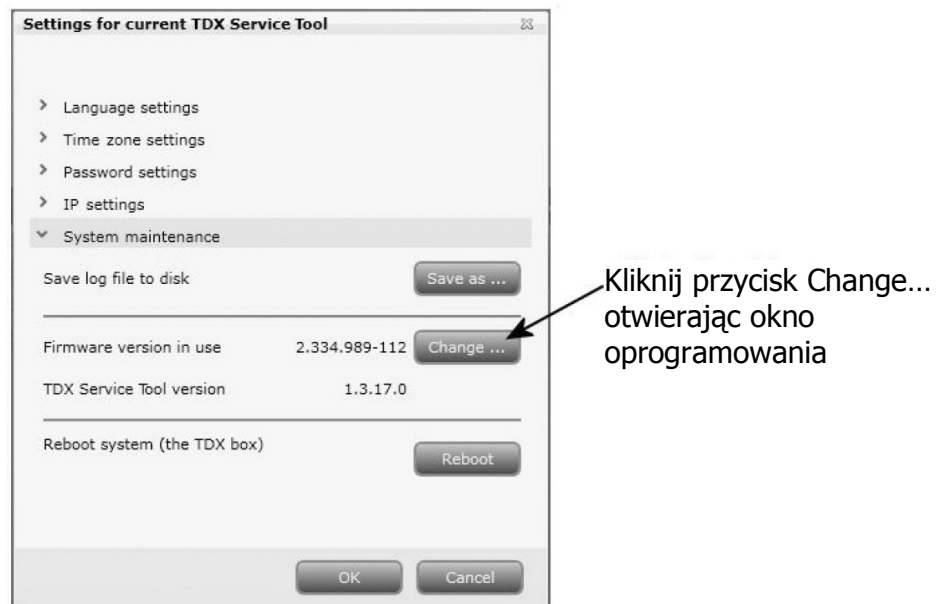 Settings for current TDX Service Tool
Language settings
Time zone settings
Password settings
IP settings
System maintenance
Save log file to disk Save as ...
Firmware version in use 2.334.989-112 Change ...
TDX Service Tool version 1.3.17.0
Reboot system (the TDX box) Reboot
OK Cancel
Kliknij przycisk Change...
otwierając okno
oprogramowania